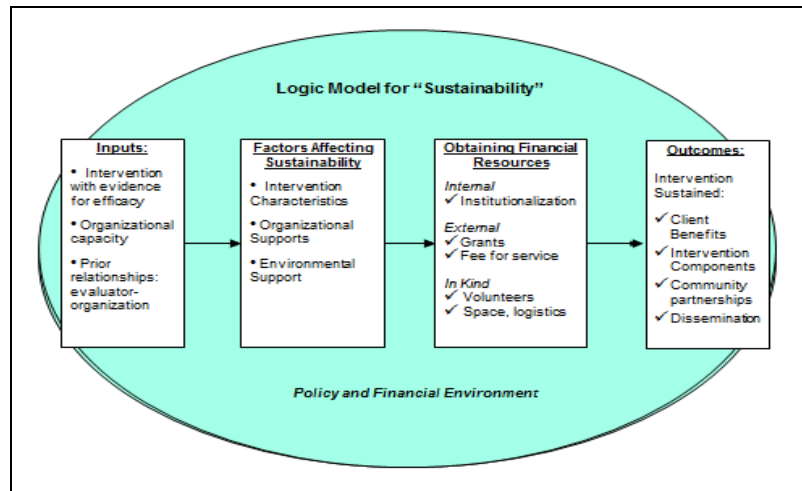 Logic Model for “Sustainability”
Inputs:
• Intervention
with evidence
for efficacy
• Organizational
capacity
• Prior
relationships:
evaluator-
organization
Factors Affecting
Sustainability
• Intervention
Characteristics
• Organizational
Supports
• Environmental
Support
Obtaining Financial
Resources
Internal
✓ Institutionalization
External
✓ Grants
✓ Fee for service
In Kind
✓ Volunteers
✓ Space, logistics
Outcomes:
Intervention
Sustained:
✓ Client
Benefits
✓ Intervention
Components
✓ Community
partnerships
✓ Dissemination
Policy and Financial Environment